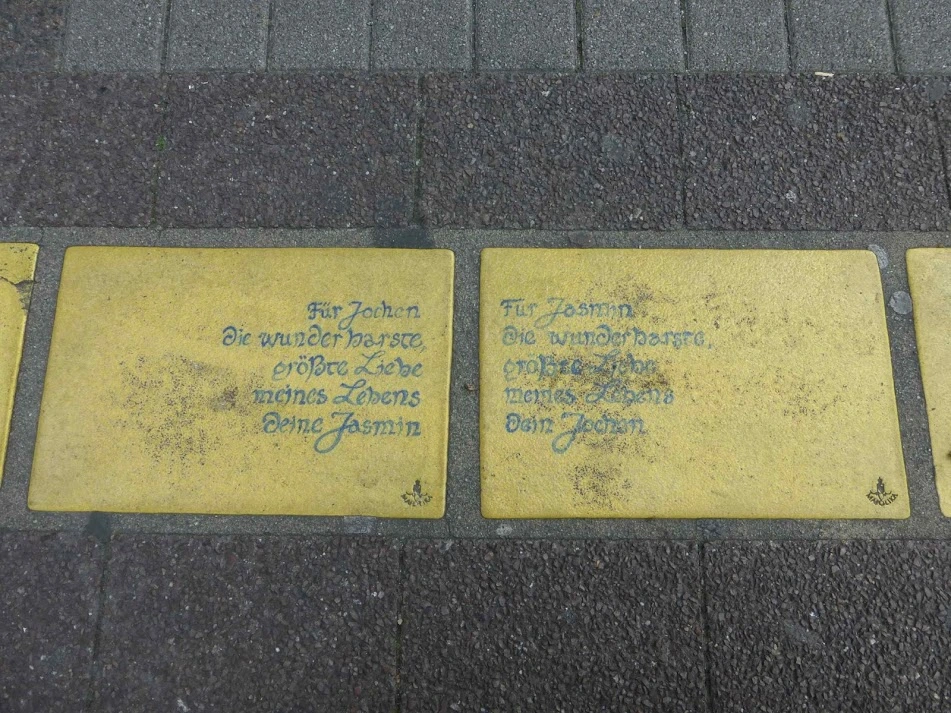 Für Jochen
die wunderbarste,
größte Liebe
meines Lebens
Deine Jasmin
Für Jasmin
die wunderbarste,
größte Liebe
meines Lebens
Dein Jochen